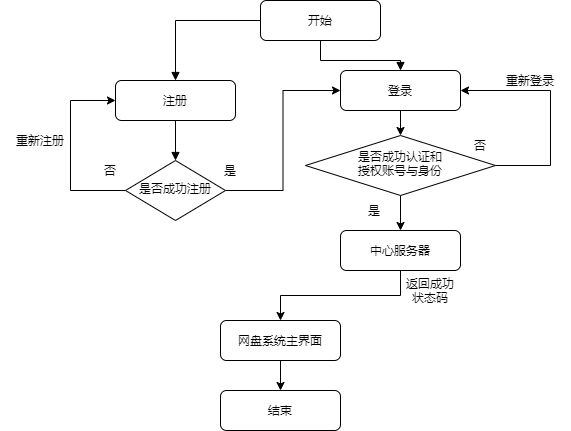 开始
注册
登录
重新登录
重新注册
否
是否成功注册
是
是否成功认证和
授权账号与身份
否
是
中心服务器
返回成功
状态码
网盘系统主界面
结束